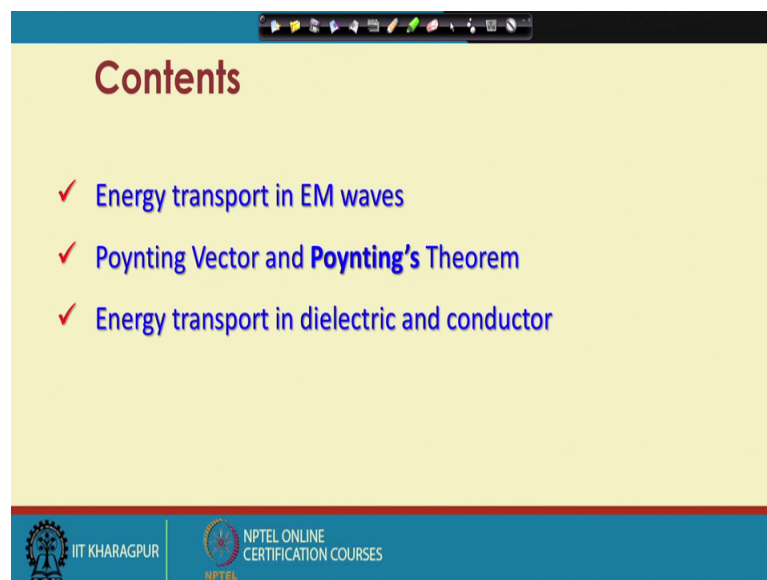 Contents
Energy transport in EM waves
Poynting Vector and Poynting's Theorem
Energy transport in dielectric and conductor
IIT KHARAGPUR
NPTEL ONLINE
CERTIFICATION COURSES
NPTEL